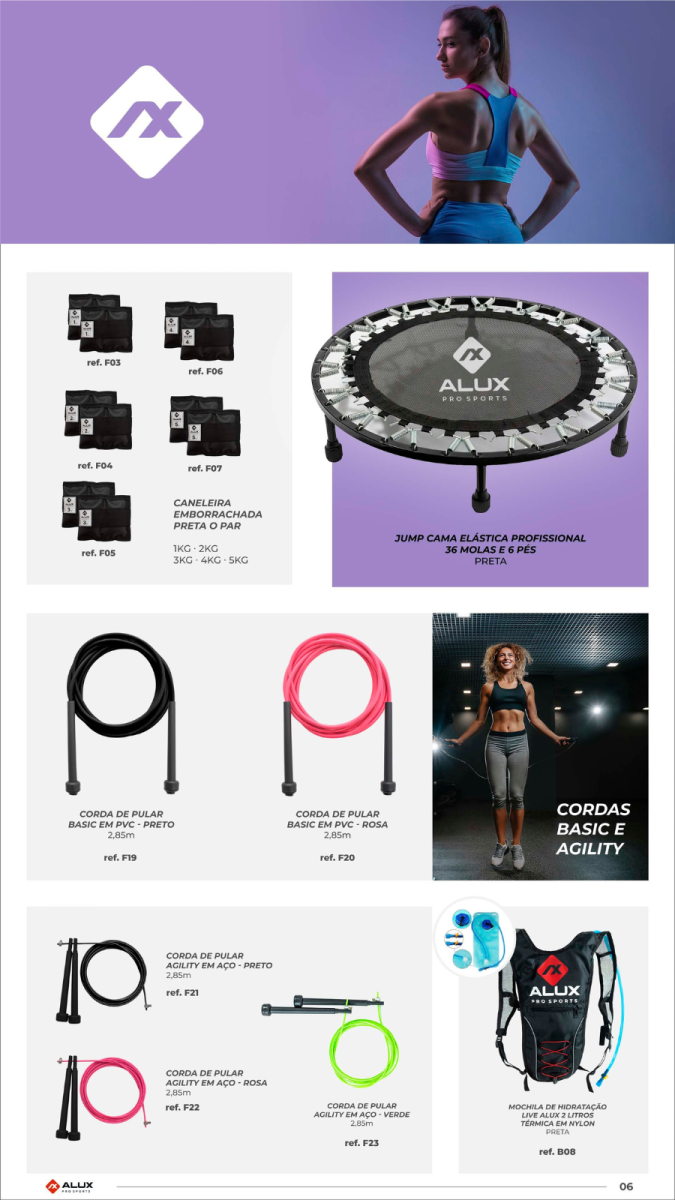 ref. F03
ref. F06
ref. F04
ref. F07
ref. F05
CANELEIRA
EMBORRACHADA
PRETA O PAR
1KG · 2KG
3KG · 4KG · 5KG
ALUX
PRO SPORTS
JUMP CAMA ELÁSTICA PROFISSIONAL
36 MOLAS E 6 PÉS
PRETA
CORDA DE PULAR
BASIC EM PVC - PRETO
2,85m
ref. F19
CORDA DE PULAR
BASIC EM PVC - ROSA
2,85m
ref. F20
CORDAS
BASIC E
AGILITY
CORDA DE PULAR
AGILITY EM AÇO - PRETO
2,85m
ref. F21
CORDA DE PULAR
AGILITY EM AÇO - ROSA
2,85m
ref. F22
CORDA DE PULAR
AGILITY EM AÇO - VERDE
2,85m
ref. F23
ALUX
PRO SPORTS
MOCHILA DE HIDRATAÇÃO
LIVE ALUX 2 LITROS
TÉRMICA EM NYLON
PRETA
ref. B08
ALUX
PRO SPORTS
06